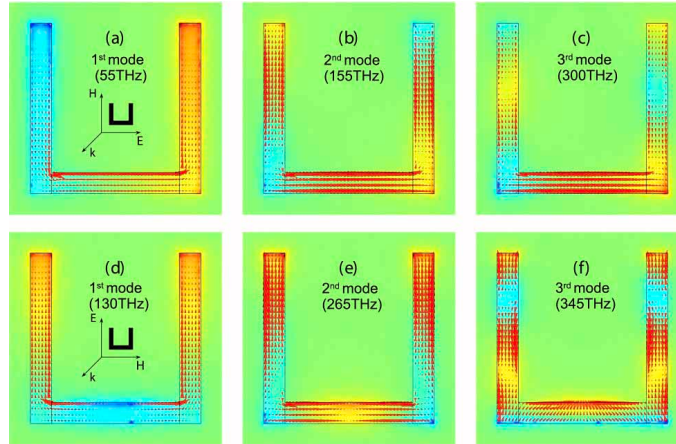 (a)
1st mode
(55THz)
H
E
k
(b)
2nd mode
(155THz)
(c)
3rd mode
(300THz)
(d)
1st mode
(130THz)
E
H
k
(e)
2nd mode
(265THz)
(f)
3rd mode
(345THz)